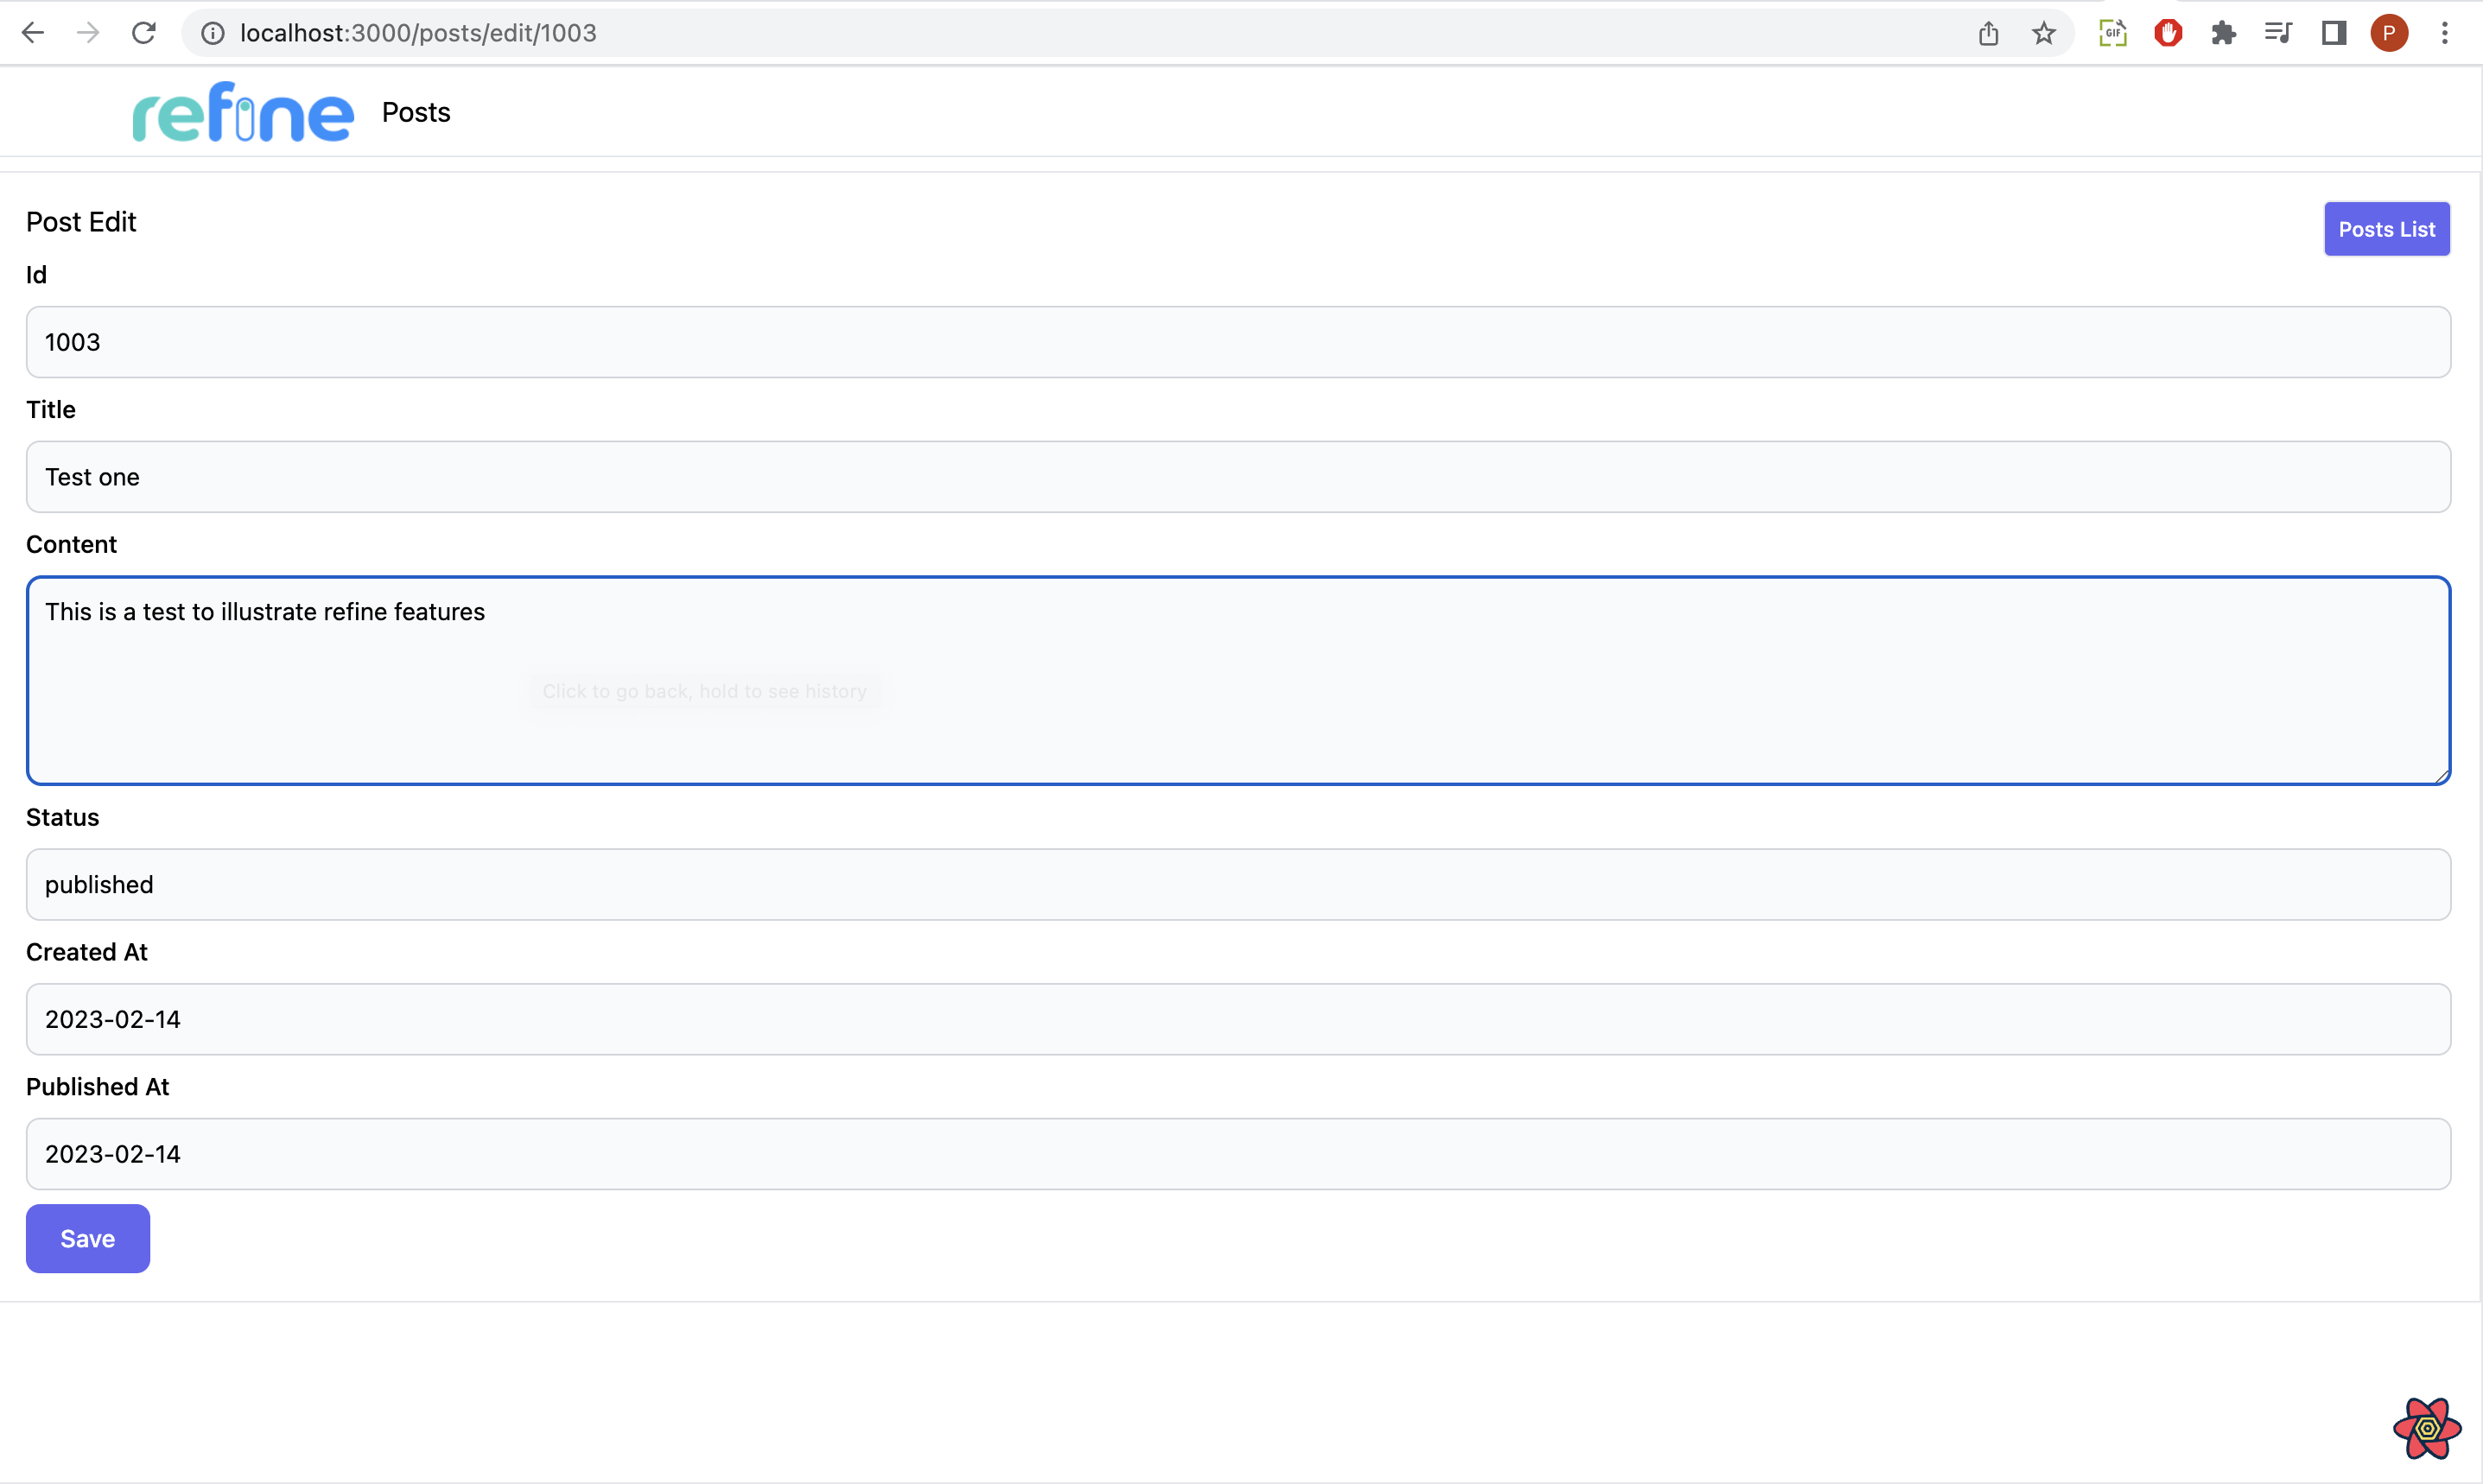 localhost:3000/posts/edit/1003
GIF
P
refine Posts
Post Edit
Posts List
Id
1003
Title
Test one
Content
This is a test to illustrate refine features
Click to go back, hold to see history
Status
published
Created At
2023-02-14
Published At
2023-02-14
Save